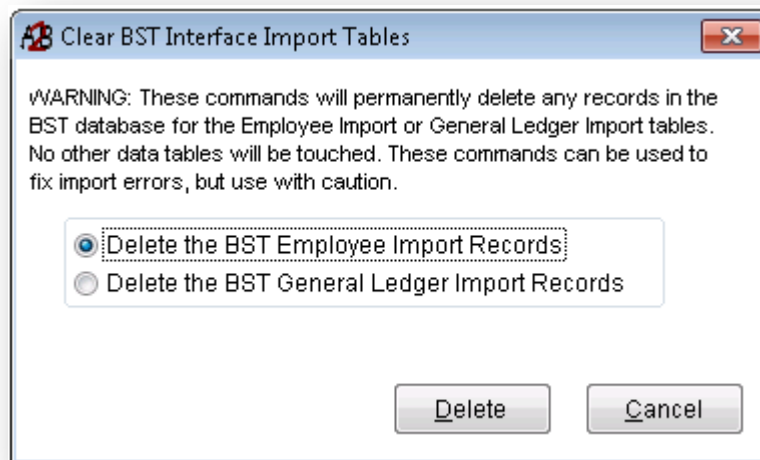 A2B Clear BST Interface Import Tables
WARNING: These commands will permanently delete any records in the
BST database for the Employee Import or General Ledger Import tables.
No other data tables will be touched. These commands can be used to
fix import errors, but use with caution.
Delete the BST Employee Import Records
Delete the BST General Ledger Import Records
Delete Cancel